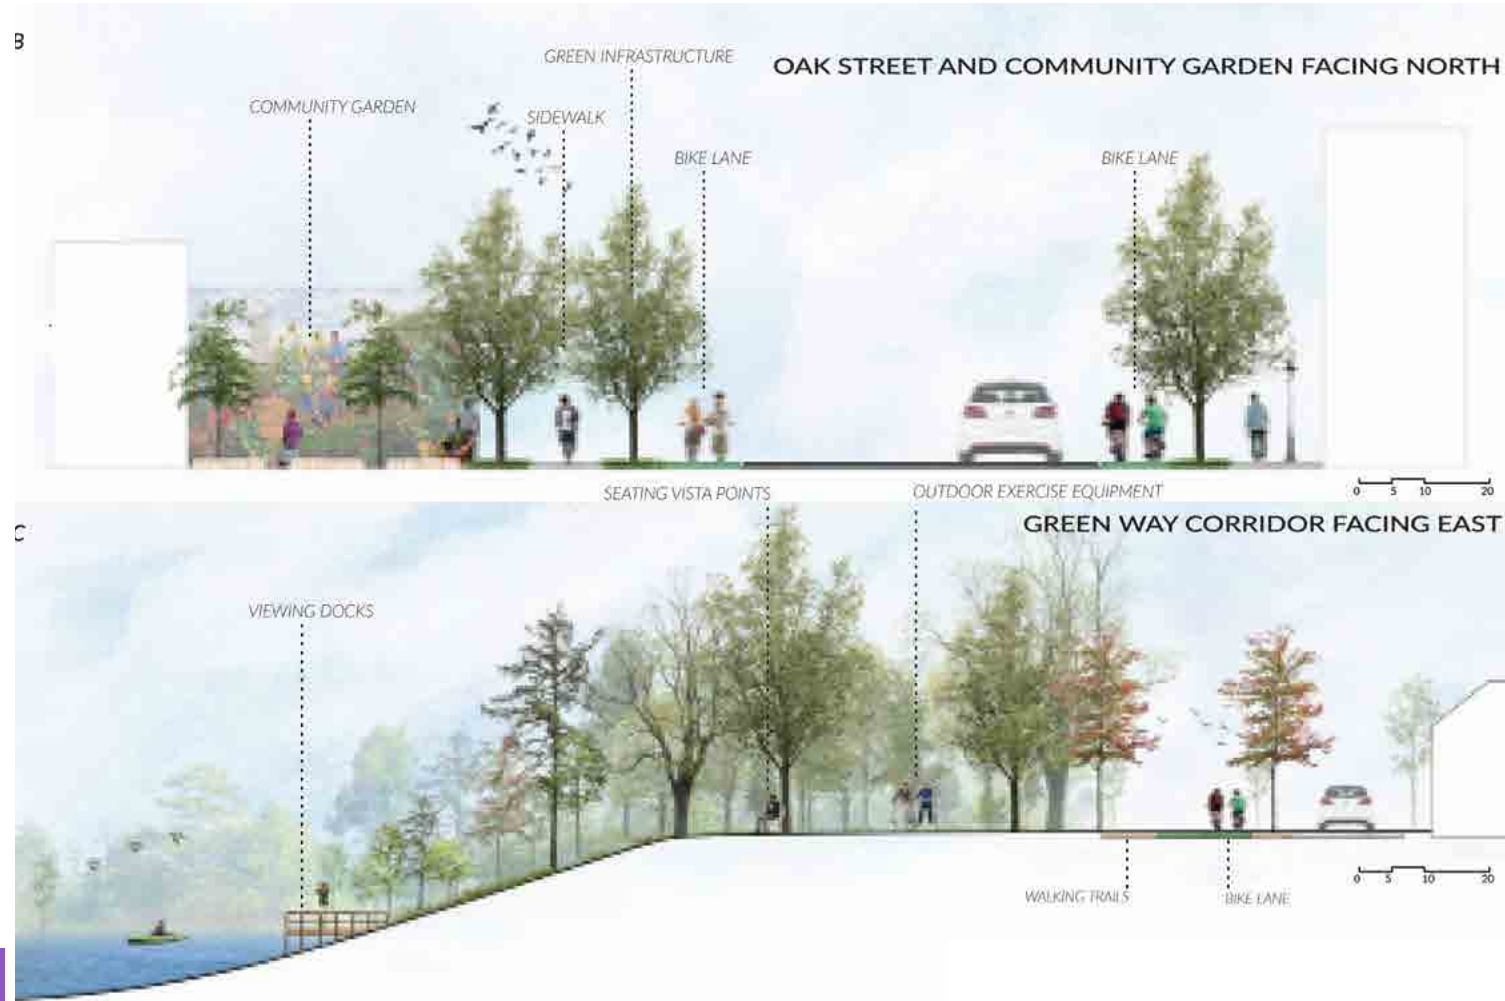 B
OAK STREET AND COMMUNITY GARDEN FACING NORTH
GREEN INFRASTRUCTURE
COMMUNITY GARDEN
SIDEWALK
BIKE LANE
BIKE LANE
0 5 10 20
SEATING VISTA POINTS
OUTDOOR EXERCISE EQUIPMENT
C
GREEN WAY CORRIDOR FACING EAST
VIEWING DOCKS
0 5 10 20
WALKING TRAILS
BIKE LANE